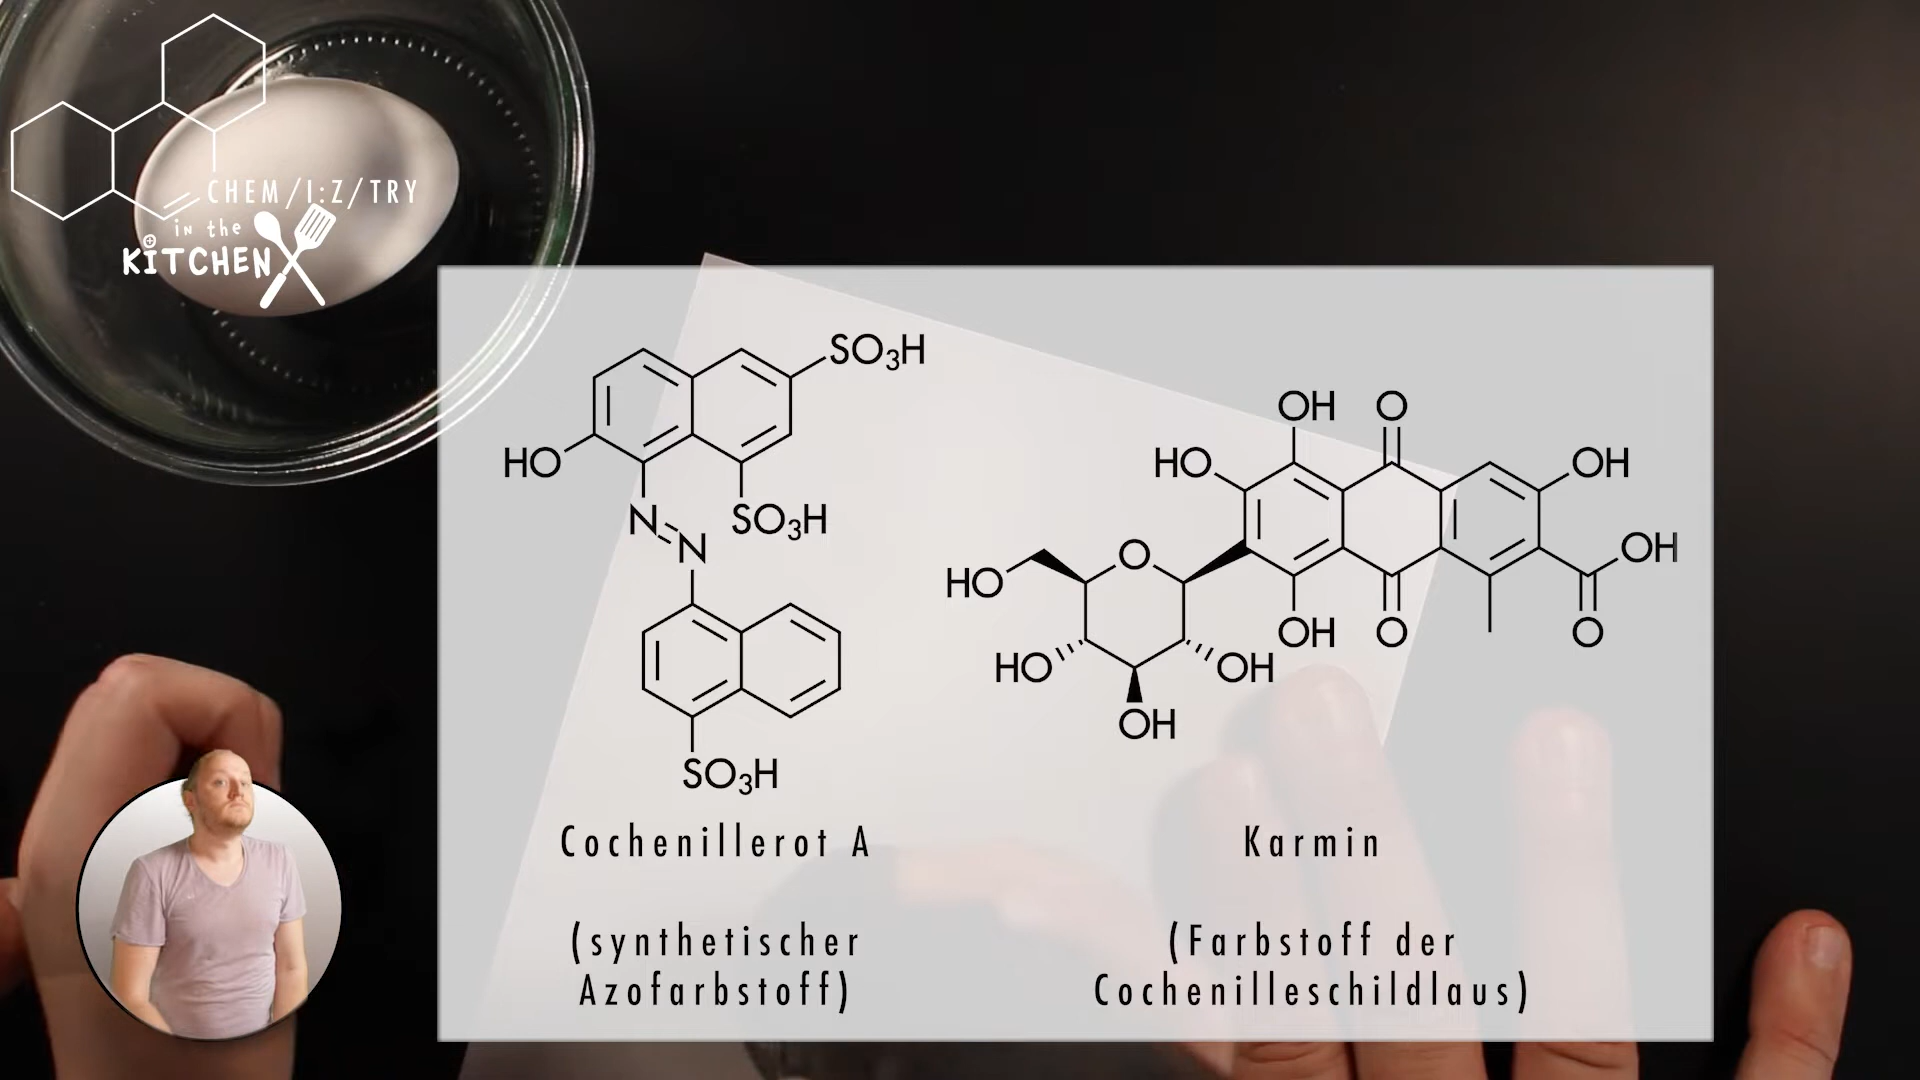 CHEM/I:Z/TRY
in the
KiTCHEN
SO₃H
HO
N
N
SO₃H
SO₃H
OH
O
HO
OH
O
HO
OH
HO
OH
O
O
OH
HO
OH
Cochenillerot A
Karmin
(synthetischer
Azofarbstoff)
(Farbstoff der
Cochenilleschildlaus)